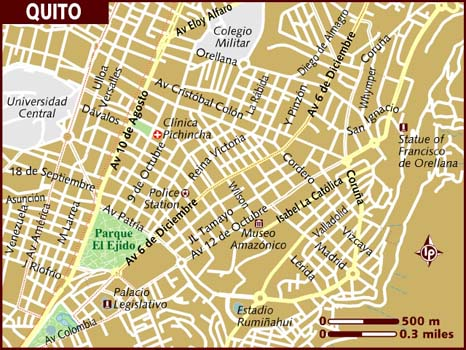 QUITO
Av Eloy Alfaro
Colegio
Militar
Orellana
Diego de Almagro
Coruña
Ulloa
Versalles
Av Cristóbal Colón
La Rábida
Y Pinzón
Av 6 de Diciembre
Whymper
Universidad
Central
Dávalos
Av 10 de Agosto
Clínica
Pichincha
San Ignacio
Statue of
Francisco
de Orellana
9 de Octubre
Reina Victoria
Cordero
18 de Septiembre
Asunción
Venezuela
Av América
M Larrea
Police
Station
Wilson
Isabel La Católica
Coruña
Av Patria
Parque
El Ejido
Av 6 de Diciembre
JL Tamayo
Av 12 de Octubre
Museo
Amazónico
Valladolid
Vizcaya
Madrid
Lérida
J Riofrío
Palacio
Legislativo
Av Colombia
Estadio
Rumiñahui
LP
0
500 m
0
0.3 miles